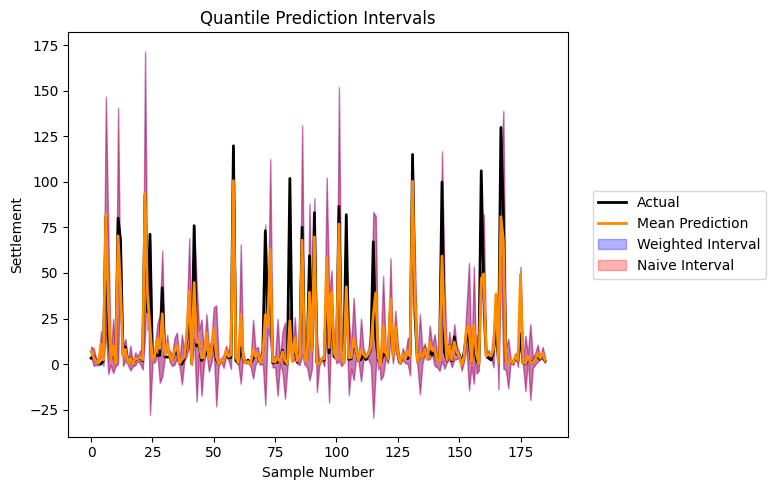 Quantile Prediction Intervals
175
150
125
100
75
50
25
0
−25
Settlement
0 25 50 75 100 125 150 175
Sample Number
Actual
Mean Prediction
Weighted Interval
Naive Interval